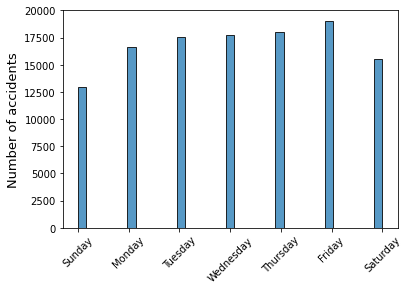 20000
17500
15000
12500
10000
7500
5000
2500
0
Number of accidents
Sunday
Monday
Tuesday
Wednesday
Thursday
Friday
Saturday